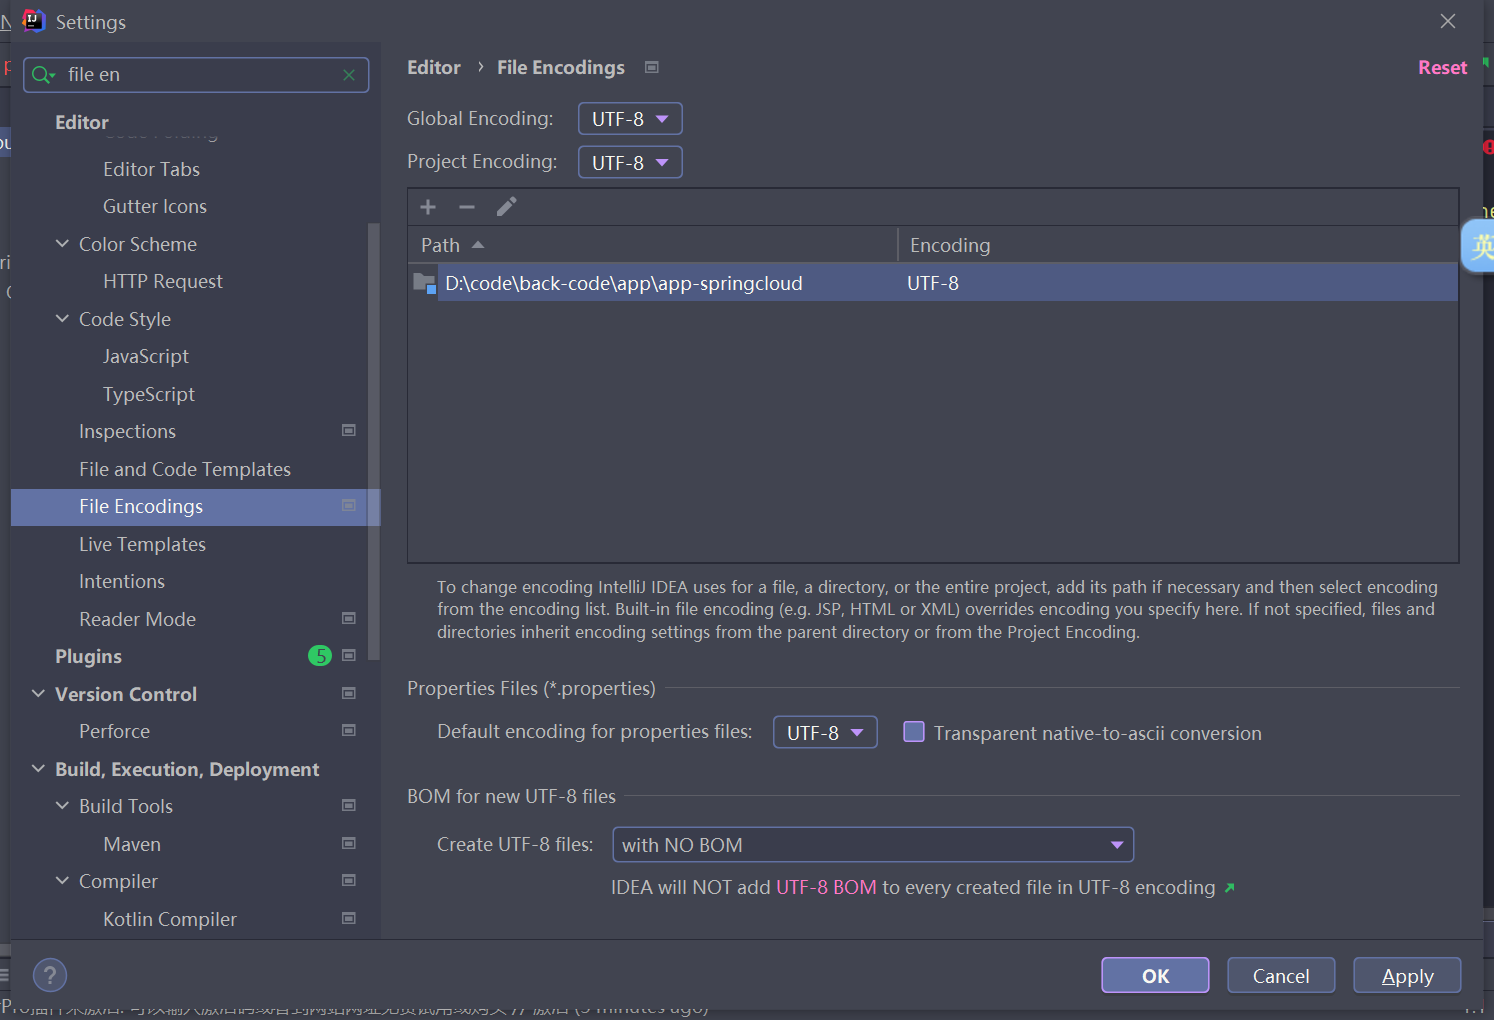 Settings
file en
Editor
Editor Tabs
Gutter Icons
Color Scheme
HTTP Request
Code Style
JavaScript
TypeScript
Inspections
File and Code Templates
File Encodings
Live Templates
Intentions
Reader Mode
Plugins 5
Version Control
Perforce
Build, Execution, Deployment
Build Tools
Maven
Compiler
Kotlin Compiler
Editor › File Encodings
Reset
Global Encoding: UTF-8
Project Encoding: UTF-8
Path Encoding
D:\code\back-code\app\app-springcloud UTF-8
To change encoding IntelliJ IDEA uses for a file, a directory, or the entire project, add its path if necessary and then select encoding
from the encoding list. Built-in file encoding (e.g. JSP, HTML or XML) overrides encoding you specify here. If not specified, files and
directories inherit encoding settings from the parent directory or from the Project Encoding.
Properties Files (*.properties)
Default encoding for properties files: UTF-8 Transparent native-to-ascii conversion
BOM for new UTF-8 files
Create UTF-8 files: with NO BOM
IDEA will NOT add UTF-8 BOM to every created file in UTF-8 encoding
? OK Cancel Apply
英